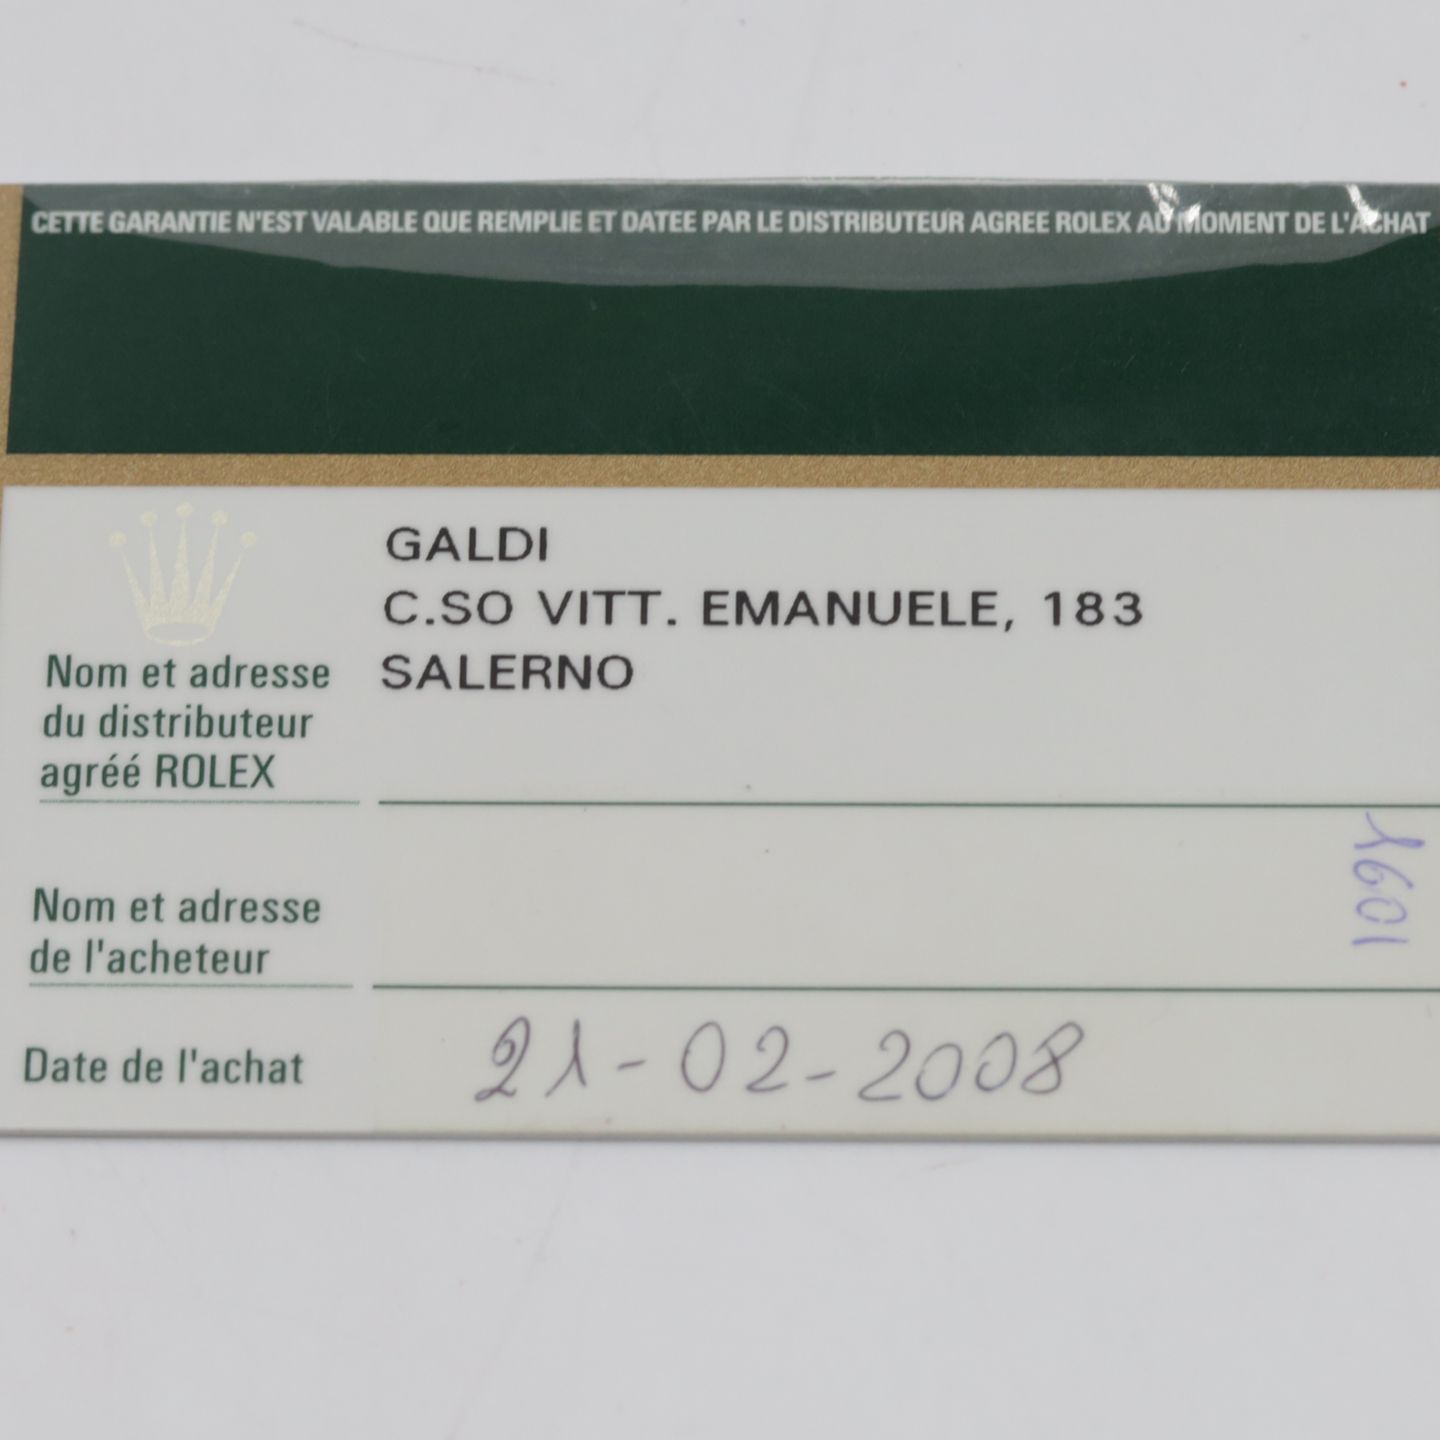 CETTE GARANTIE N'EST VALABLE QUE REMPLIE ET DATEE PAR LE DISTRIBUTEUR AGREE ROLEX AU MOMENT DE L'ACHAT
GALDI
C.SO VITT. EMANUELE, 183
SALERNO
Nom et adresse
du distributeur
agréé ROLEX
Nom et adresse
de l'acheteur
1601
Date de l'achat
21-02-2008